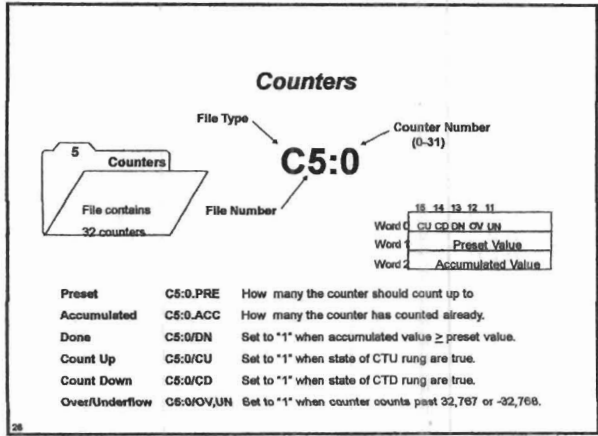 Counters
File Type
Counter Number
(0-31)
C5:0
5
Counters
File contains
32 counters
File Number
15 14 13 12 11
Word 0 CU CD DN OV UN
Word 1 Preset Value
Word 2 Accumulated Value
Preset C5:0.PRE How many the counter should count up to
Accumulated C5:0.ACC How many the counter has counted already.
Done C5:0/DN Set to "1" when accumulated value ≥ preset value.
Count Up C5:0/CU Set to "1" when state of CTU rung are true.
Count Down C5:0/CD Set to "1" when state of CTD rung are true.
Over/Underflow C5:0/OV,UN Set to "1" when counter counts past 32,767 or -32,768.
26